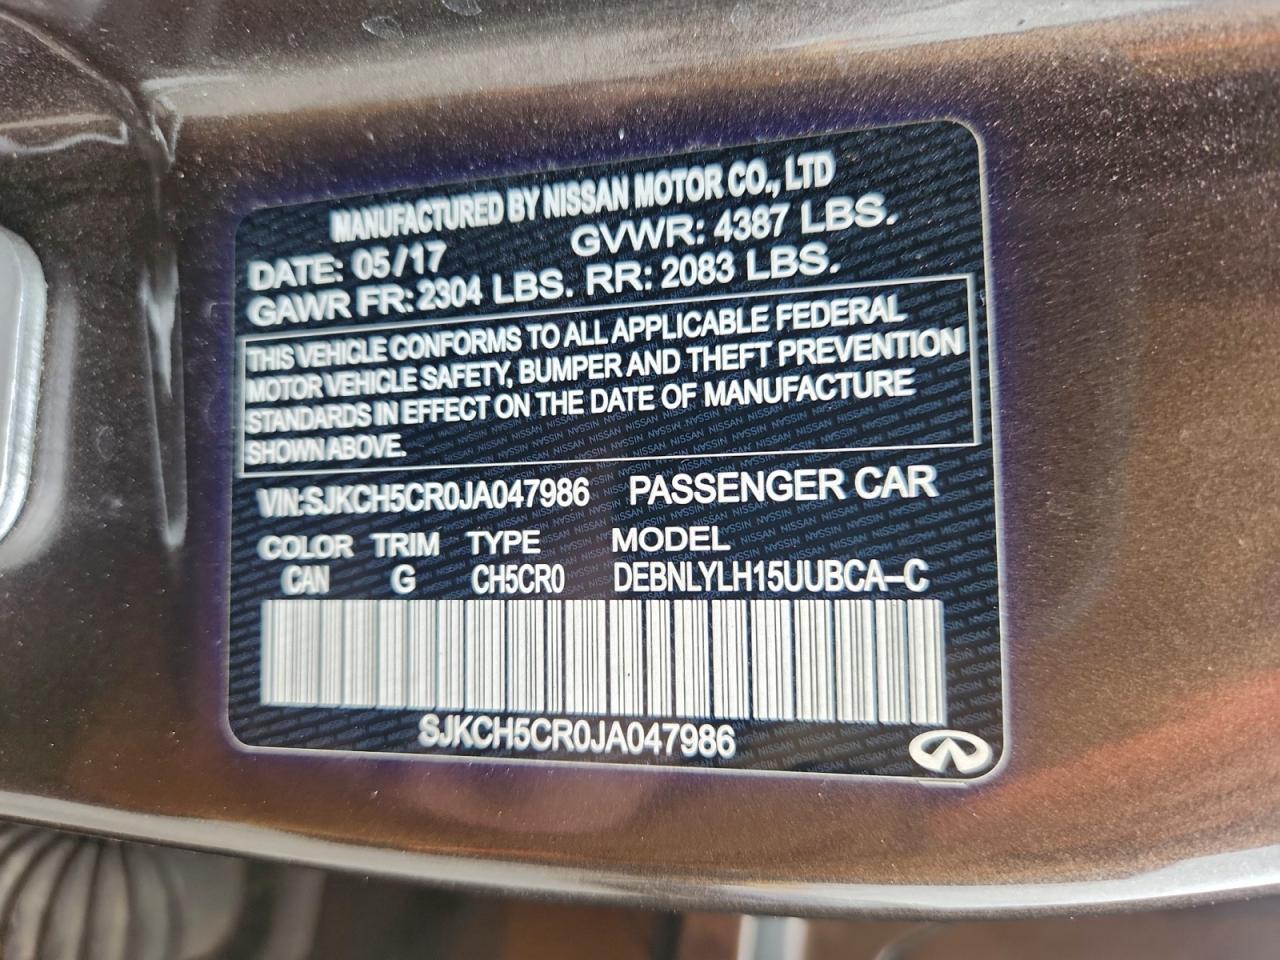 MANUFACTURED BY NISSAN MOTOR CO., LTD
DATE: 05/17 GVWR: 4387 LBS.
GAWR FR: 2304 LBS. RR: 2083 LBS.
THIS VEHICLE CONFORMS TO ALL APPLICABLE FEDERAL
MOTOR VEHICLE SAFETY, BUMPER AND THEFT PREVENTION
STANDARDS IN EFFECT ON THE DATE OF MANUFACTURE
SHOWN ABOVE.
VIN:SJKCH5CR0JA047986 PASSENGER CAR
COLOR TRIM TYPE MODEL
CAN G CH5CR0 DEBNLYLH15UUBCA-C
SJKCH5CR0JA047986